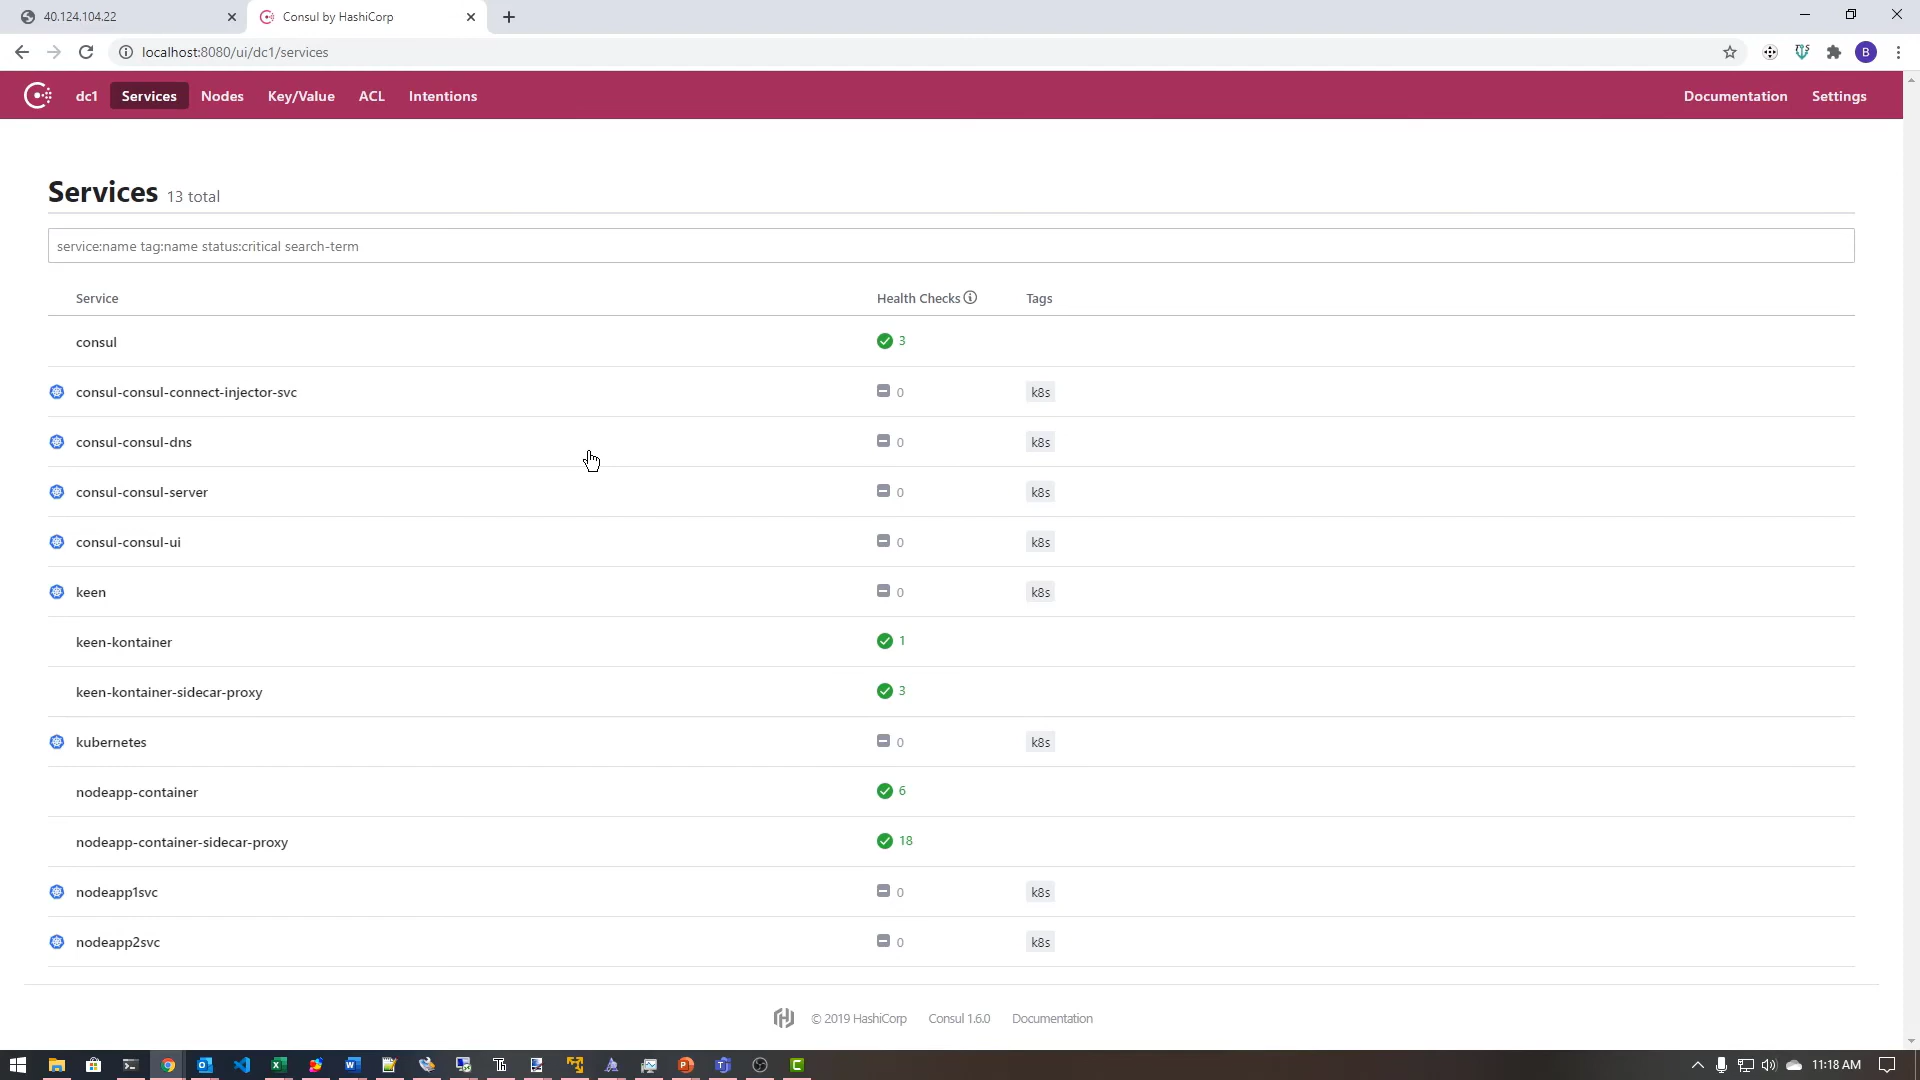 40.124.104.22
Consul by HashiCorp
localhost:8080/ui/dc1/services
B
dc1 Services Nodes Key/Value ACL Intentions Documentation Settings
Services 13 total
service:name tag:name status:critical search-term
Service Health Checks Tags
consul 3
consul-consul-connect-injector-svc 0 k8s
consul-consul-dns 0 k8s
consul-consul-server 0 k8s
consul-consul-ui 0 k8s
keen 0 k8s
keen-kontainer 1
keen-kontainer-sidecar-proxy 3
kubernetes 0 k8s
nodeapp-container 6
nodeapp-container-sidecar-proxy 18
nodeapp1svc 0 k8s
nodeapp2svc 0 k8s
© 2019 HashiCorp Consul 1.6.0 Documentation
11:18 AM